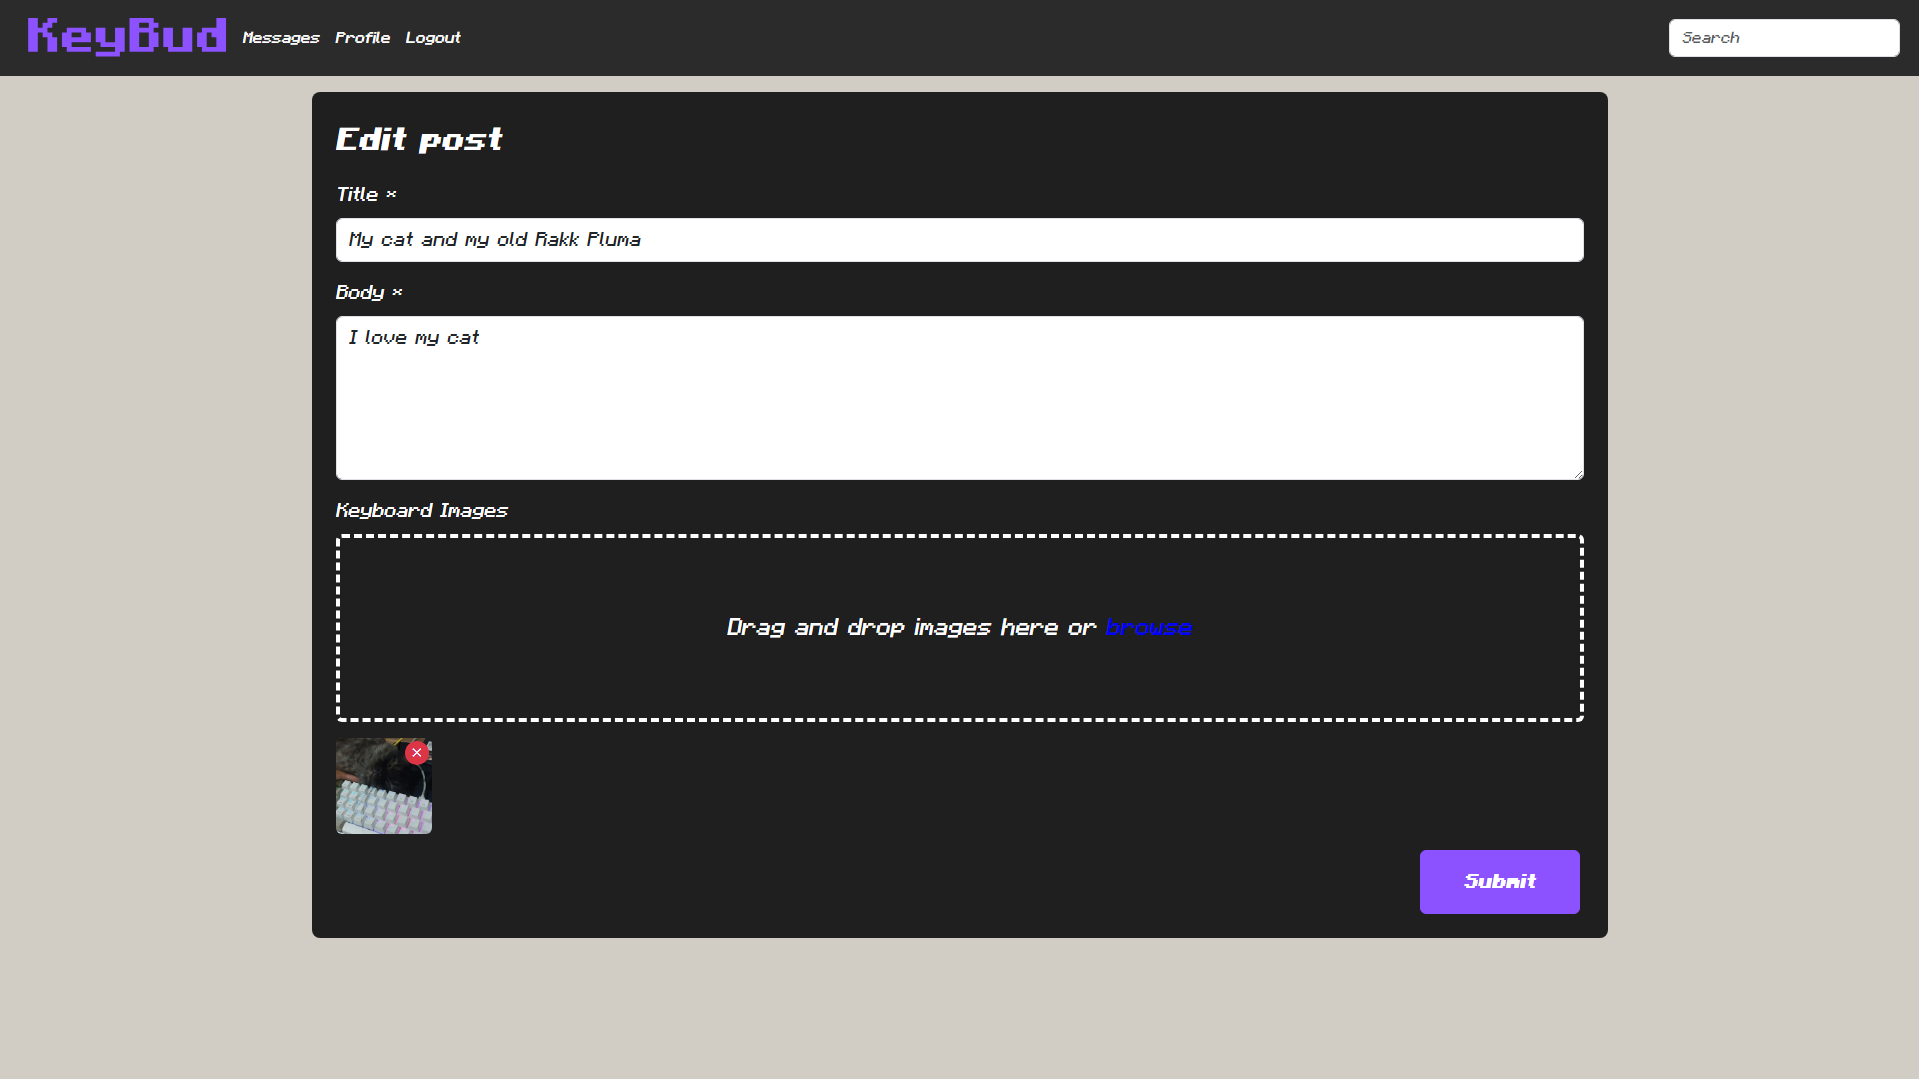 KeyBud Messages Profile Logout Search
Edit post
Title *
My cat and my old Rakk Pluma
Body *
I love my cat
Keyboard Images
Drag and drop images here or browse
Submit